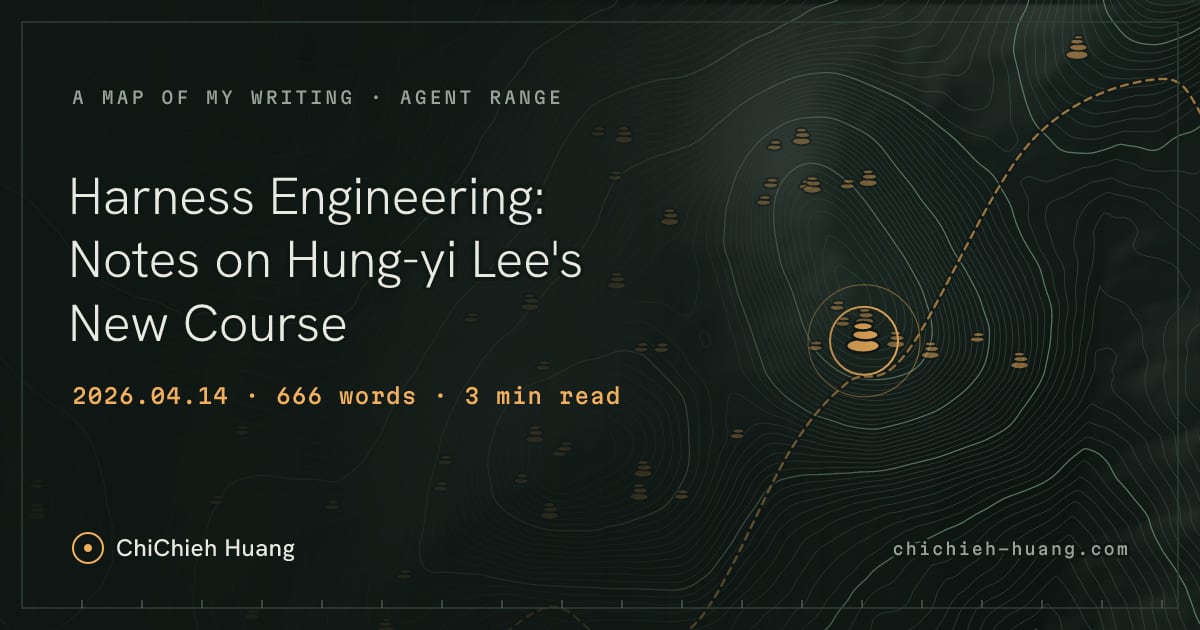 A MAP OF MY WRITING · AGENT RANGE
Harness Engineering:
Notes on Hung-yi Lee's
New Course
2026.04.14 · 666 words · 3 min read
ChiChieh Huang
chichieh-huang.com